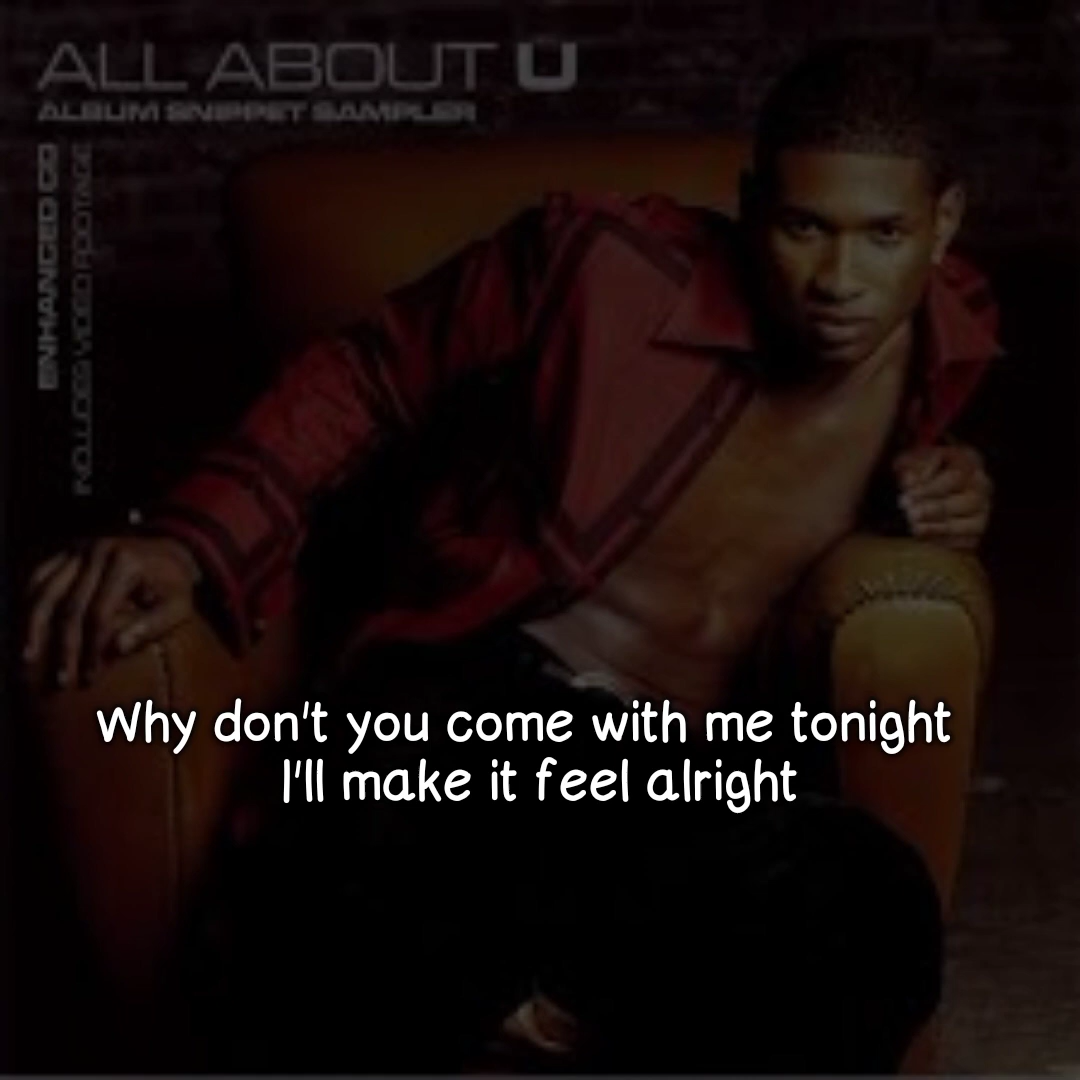 ALL ABOUT U
ALBUM SNIPPET SAMPLER
ENHANCED CD
INCLUDES VIDEO FOOTAGE
Why don't you come with me tonight
I'll make it feel alright